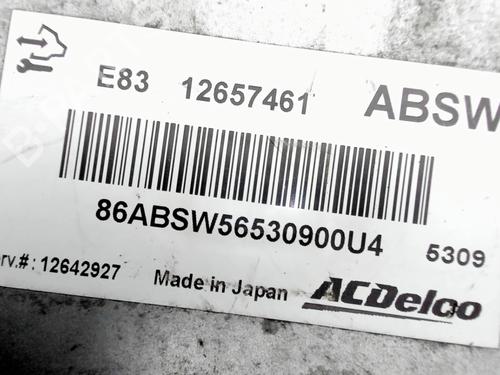 E83 12657461 ABSW
86ABSW56530900U4 5309
rv.#: 12642927 Made in Japan ACDelco